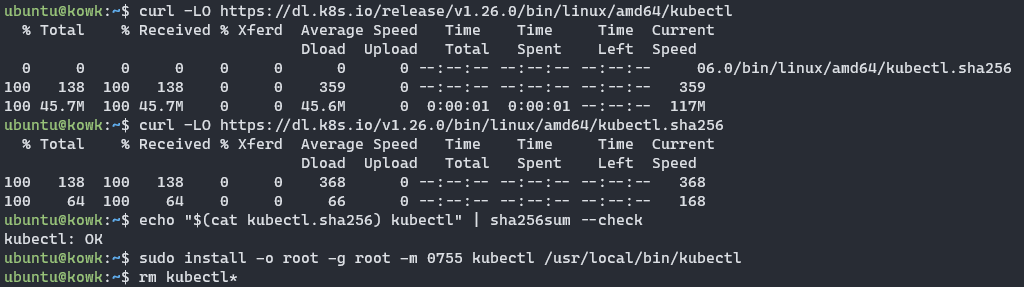 ubuntu@kowk:~$ curl -LO https://dl.k8s.io/release/v1.26.0/bin/linux/amd64/kubectl
  % Total    % Received % Xferd  Average Speed   Time    Time     Time  Current
                                 Dload  Upload   Total   Spent    Left  Speed
  0     0    0     0    0     0      0      0 --:--:-- --:--:-- --:--:--     06.0/bin/linux/amd64/kubectl.sha256
100   138  100   138    0     0    359      0 --:--:-- --:--:-- --:--:--   359
100 45.7M  100 45.7M    0     0  45.6M      0  0:00:01  0:00:01 --:--:--  117M
ubuntu@kowk:~$ curl -LO https://dl.k8s.io/v1.26.0/bin/linux/amd64/kubectl.sha256
  % Total    % Received % Xferd  Average Speed   Time    Time     Time  Current
                                 Dload  Upload   Total   Spent    Left  Speed
100   138  100   138    0     0    368      0 --:--:-- --:--:-- --:--:--   368
100    64  100    64    0     0     66      0 --:--:-- --:--:-- --:--:--   168
ubuntu@kowk:~$ echo "$(cat kubectl.sha256) kubectl" | sha256sum --check
kubectl: OK
ubuntu@kowk:~$ sudo install -o root -g root -m 0755 kubectl /usr/local/bin/kubectl
ubuntu@kowk:~$ rm kubectl*